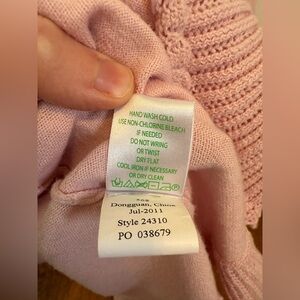 HAND WASH COLD
USE NON-CHLORINE BLEACH
IF NEEDED
DO NOT WRING
OR TWIST
DRY FLAT
COOL IRON IF NECESSARY
OR DRY CLEAN
Dongguan, China
Jul-2011
Style 24310
PO 038679